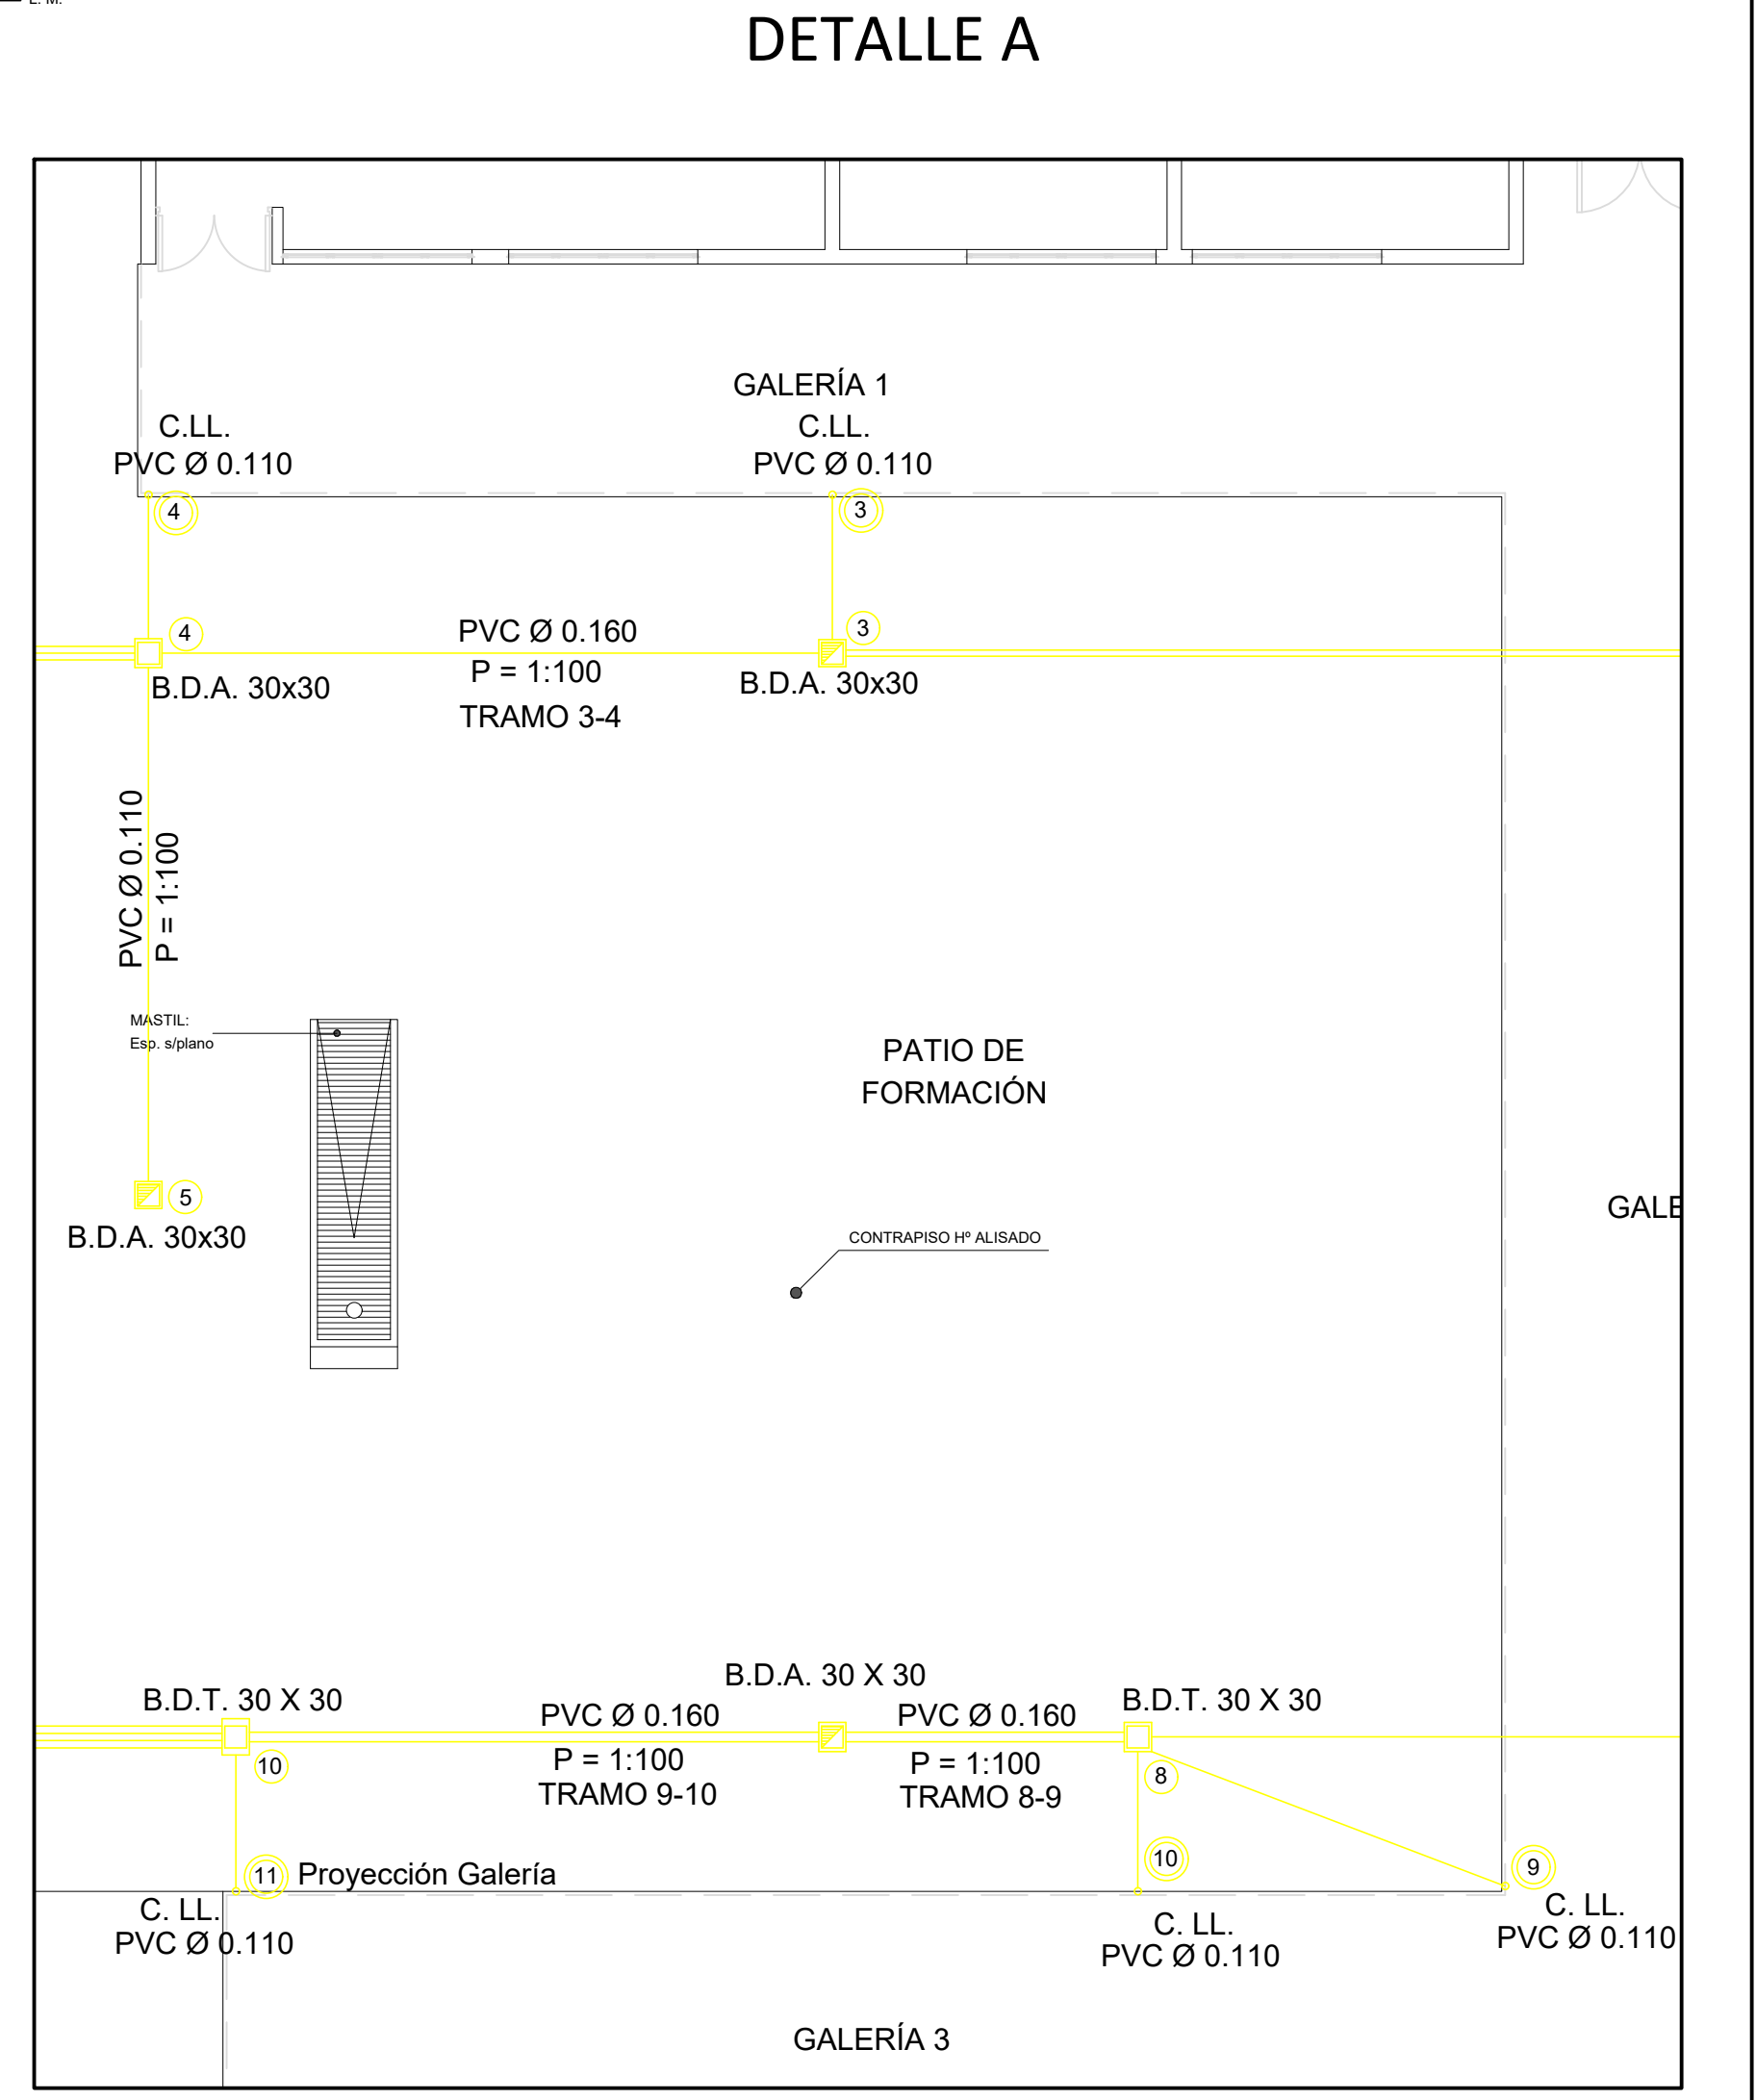 L. M.
DETALLE A
GALERÍA 1
C.LL.
PVC Ø 0.110
C.LL.
PVC Ø 0.110
4
3
4
3
PVC Ø 0.160
P = 1:100
TRAMO 3-4
B.D.A. 30x30
B.D.A. 30x30
PVC Ø 0.110
P = 1:100
MASTIL:
Esp. s/plano
PATIO DE
FORMACIÓN
5
B.D.A. 30x30
GALE
CONTRAPISO Hº ALISADO
B.D.A. 30 X 30
B.D.T. 30 X 30
B.D.T. 30 X 30
PVC Ø 0.160
P = 1:100
TRAMO 9-10
PVC Ø 0.160
P = 1:100
TRAMO 8-9
10
8
11
Proyección Galería
10
9
C. LL.
PVC Ø 0.110
C. LL.
PVC Ø 0.110
C. LL.
PVC Ø 0.110
GALERÍA 3